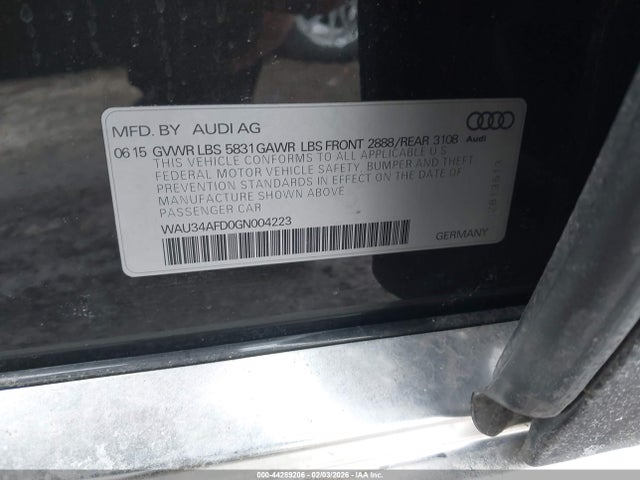 MFD. BY AUDI AG
06 15 GVWR LBS 5831 GAWR LBS FRONT 2888/REAR 3108
Audi
THIS VEHICLE CONFORMS TO ALL APPLICABLE U S
FEDERAL MOTOR VEHICLE SAFETY, BUMPER AND THEFT
PREVENTION STANDARDS IN EFFECT ON THE DATE OF
MANUFACTURE SHOWN ABOVE
PASSENGER CAR
WAU34AFD0GN004223
GERMANY
000-44289206 - 02/03/2026 - IAAI.COM